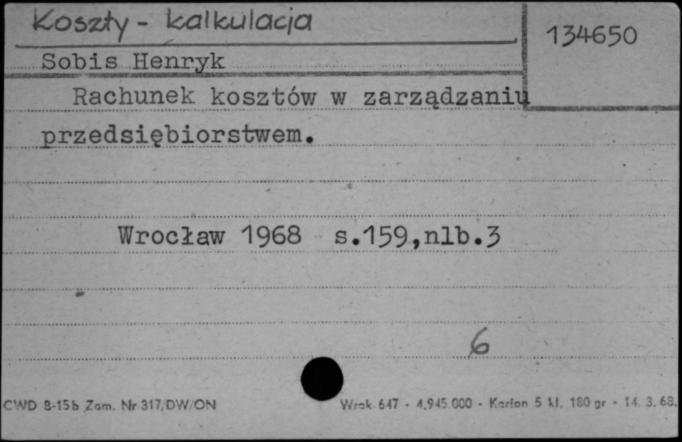 Koszty - kalkulacja
134650
Sobis Henryk
Rachunek kosztów w zarządzaniu
przedsiębiorstwem.
Wrocław 1968 s.159,nlb.3
6
CWD B-15b Zam. Nr 317/DW/ON Wrak 647 - 4,945.000 - Karton 5 kl. 180 gr - 14. 3. 68.